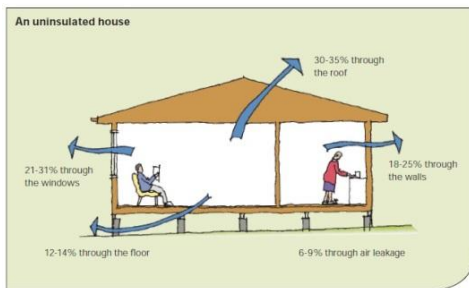 An uninsulated house
30-35% through
the roof
21-31% through
the windows
18-25% through
the walls
12-14% through the floor
6-9% through air leakage